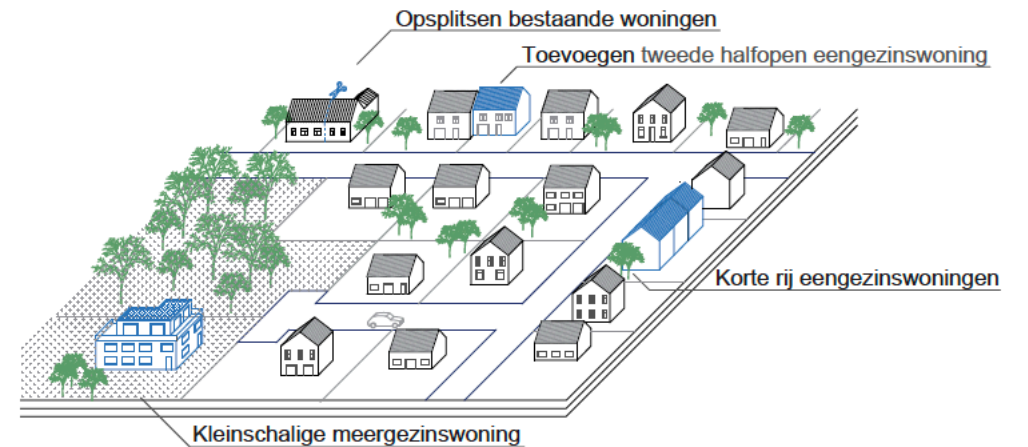 Opsplitsen bestaande woningen
Toevoegen tweede halfopen eengezinswoning
Korte rij eengezinswoningen
Kleinschalige meergezinswoning